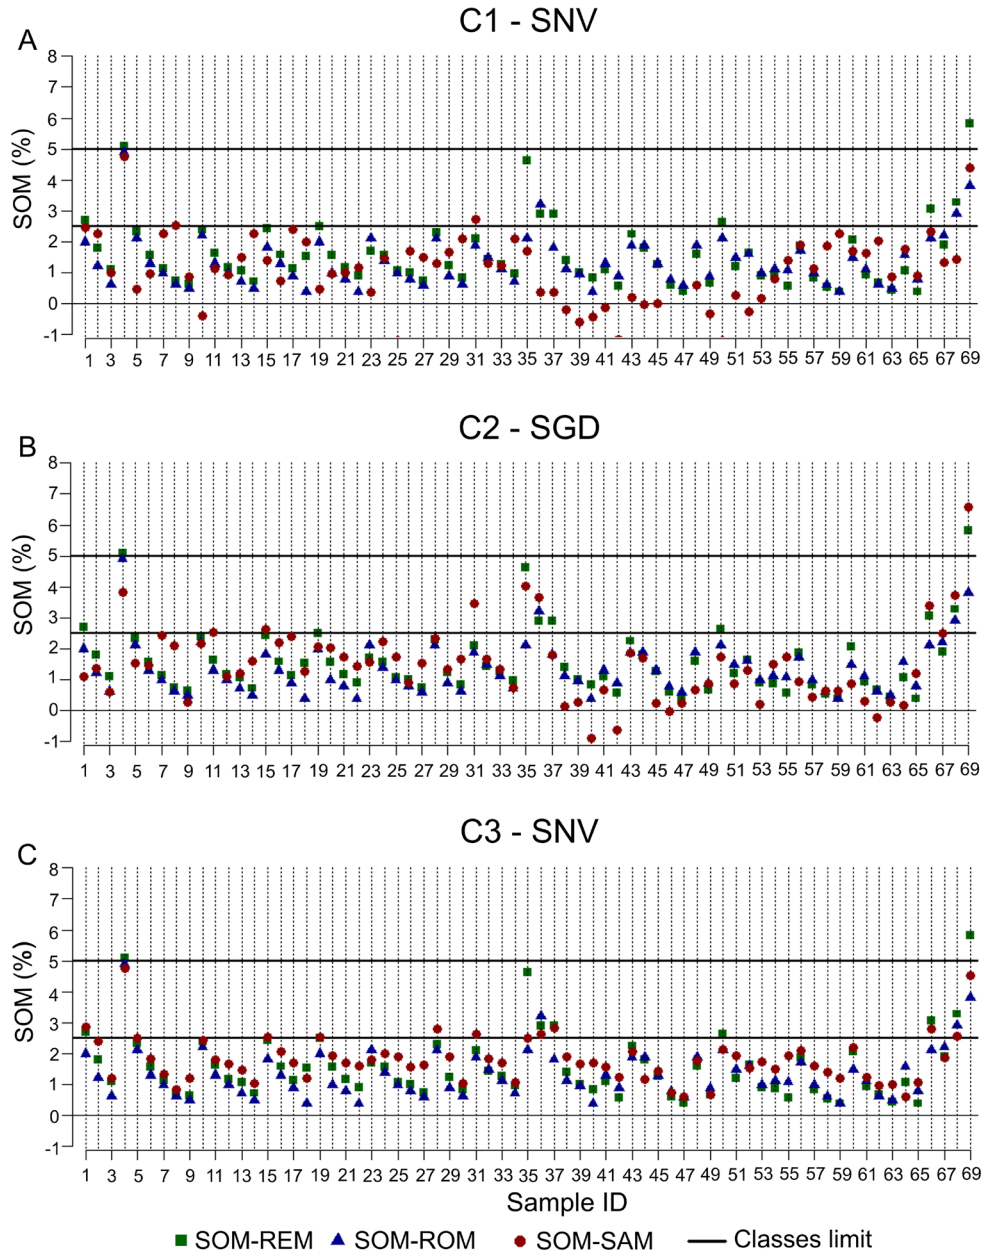 C1 - SNV
A
SOM (%)
8
7
6
5
4
3
2
1
0
-1
1 3 5 7 9 11 13 15 17 19 21 23 25 27 29 31 33 35 37 39 41 43 45 47 49 51 53 55 57 59 61 63 65 67 69
C2 - SGD
B
SOM (%)
8
7
6
5
4
3
2
1
0
-1
1 3 5 7 9 11 13 15 17 19 21 23 25 27 29 31 33 35 37 39 41 43 45 47 49 51 53 55 57 59 61 63 65 67 69
C3 - SNV
C
SOM (%)
8
7
6
5
4
3
2
1
0
-1
1 3 5 7 9 11 13 15 17 19 21 23 25 27 29 31 33 35 37 39 41 43 45 47 49 51 53 55 57 59 61 63 65 67 69
Sample ID
SOM-REM SOM-ROM SOM-SAM Classes limit